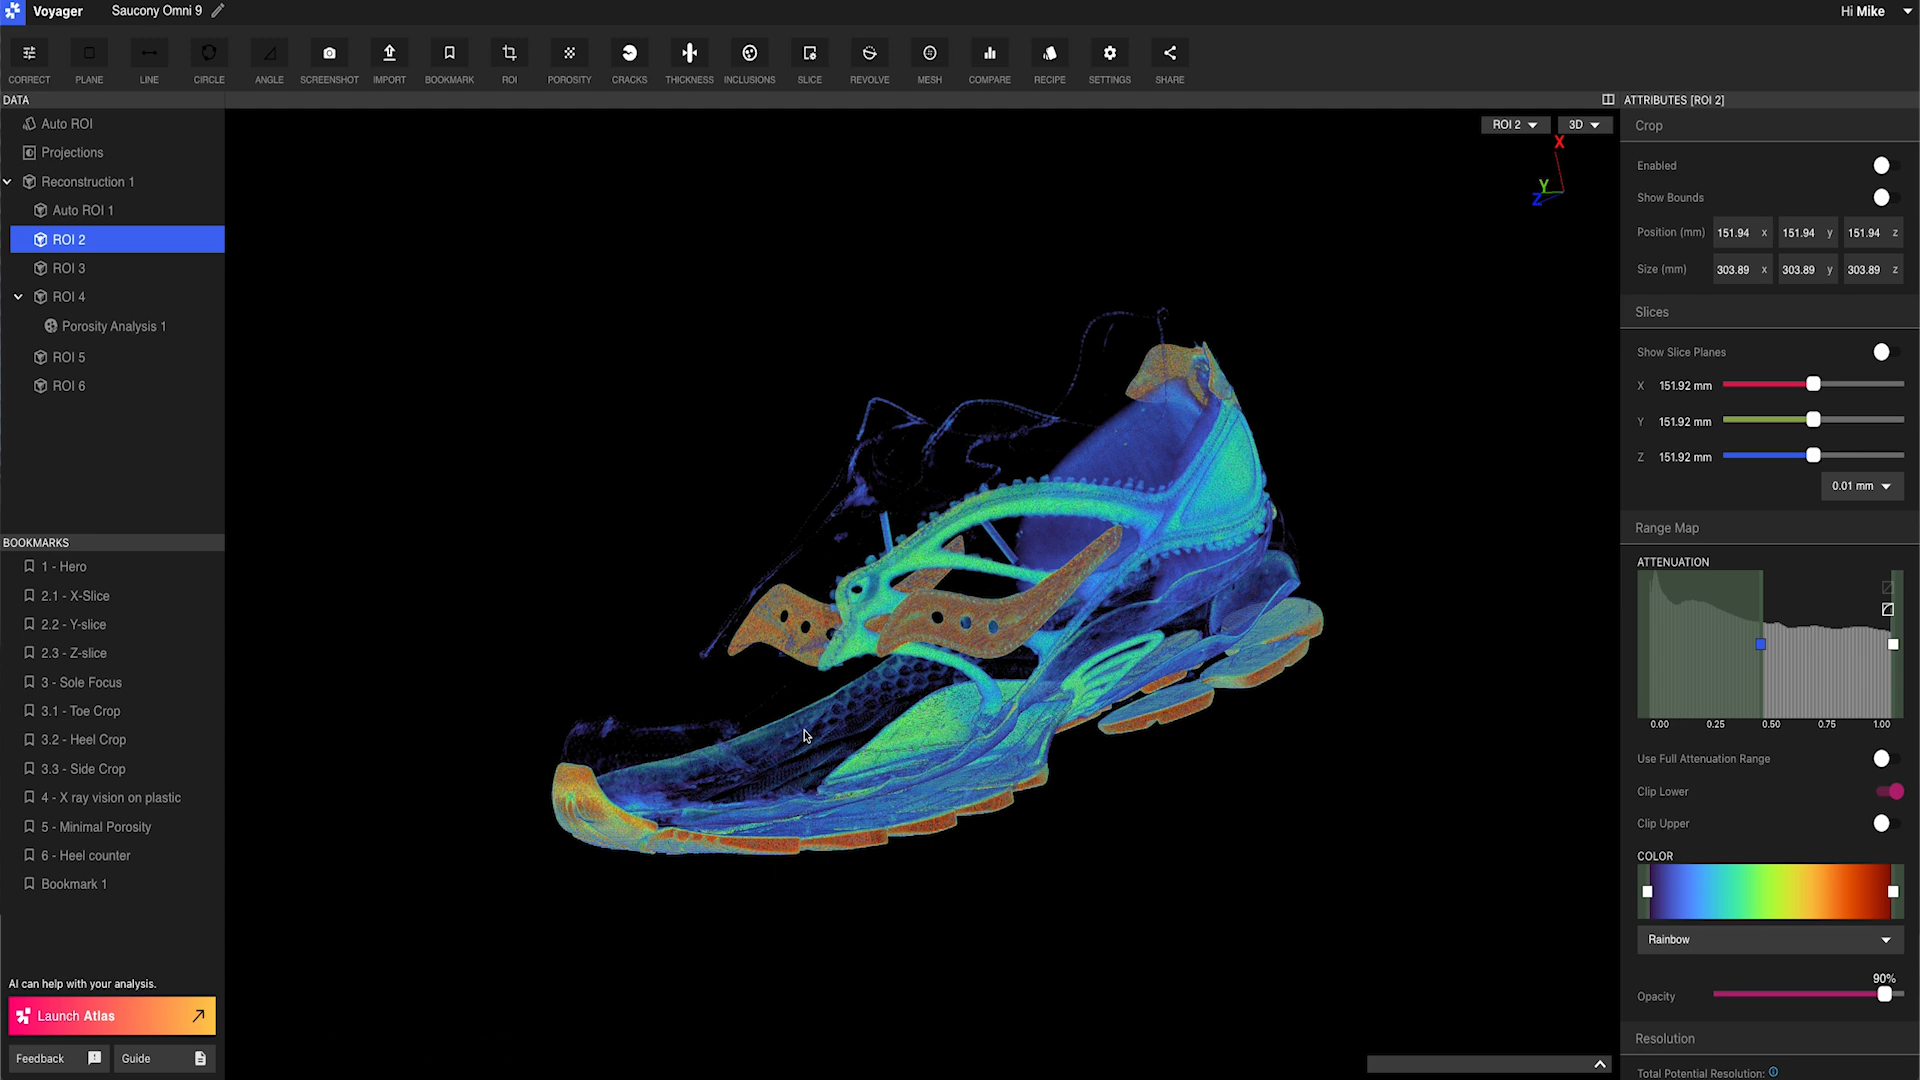 Voyager
Saucony Omni 9
Hi Mike
CORRECT
PLANE
LINE
CIRCLE
ANGLE
SCREENSHOT
IMPORT
BOOKMARK
ROI
POROSITY
CRACKS
THICKNESS
INCLUSIONS
SLICE
REVOLVE
MESH
COMPARE
RECIPE
SETTINGS
SHARE
DATA
Auto ROI
Projections
Reconstruction 1
Auto ROI 1
ROI 2
ROI 3
ROI 4
Porosity Analysis 1
ROI 5
ROI 6
BOOKMARKS
1 - Hero
2.1 - X-Slice
2.2 - Y-slice
2.3 - Z-slice
3 - Sole Focus
3.1 - Toe Crop
3.2 - Heel Crop
3.3 - Side Crop
4 - X ray vision on plastic
5 - Minimal Porosity
6 - Heel counter
Bookmark 1
AI can help with your analysis.
Launch Atlas
Feedback
Guide
ROI 2
3D
X
Y
Z
ATTRIBUTES [ROI 2]
Crop
Enabled
Show Bounds
Position (mm) 151.94 x 151.94 y 151.94 z
Size (mm) 303.89 x 303.89 y 303.89 z
Slices
Show Slice Planes
X 151.92 mm
Y 151.92 mm
Z 151.92 mm
0.01 mm
Range Map
ATTENUATION
0.00 0.25 0.50 0.75 1.00
Use Full Attenuation Range
Clip Lower
Clip Upper
COLOR
Rainbow
90%
Opacity
Resolution
Total Potential Resolution: